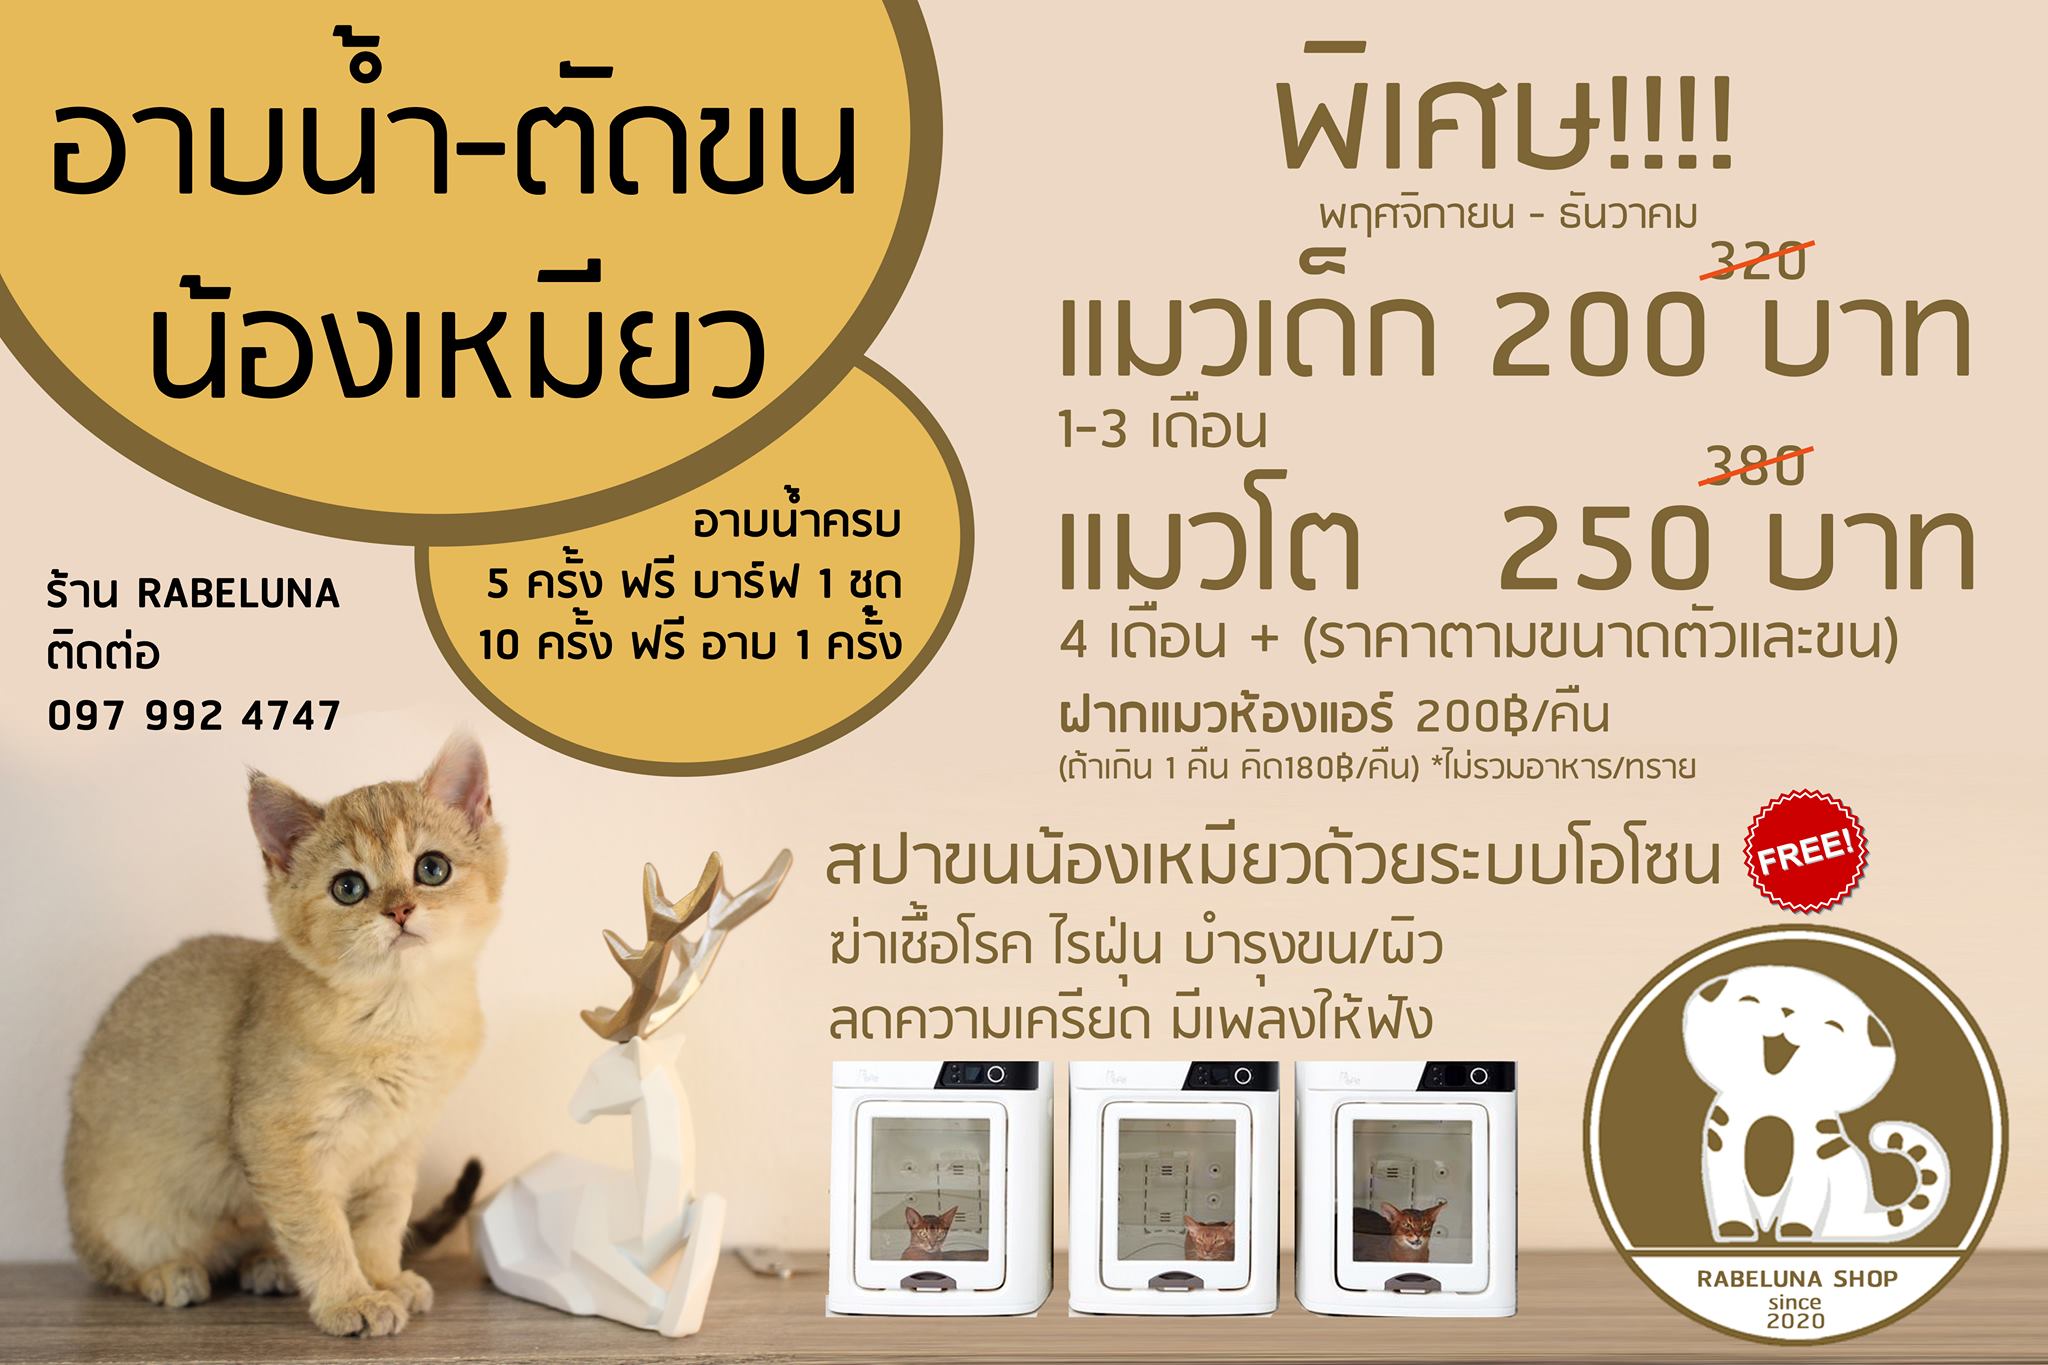 อาบน้ำ-ตัดขน
น้องเหมียว
อาบน้ำครบ
5 ครั้ง ฟรี บาร์ฟ 1 ชุด
10 ครั้ง ฟรี อาบ 1 ครั้ง
ร้าน RABELUNA
ติดต่อ
097 992 4747
พิเศษ!!!!
พฤศจิกายน - ธันวาคม
320
แมวเด็ก 200 บาท
1-3 เดือน
380
แมวโต 250 บาท
4 เดือน + (ราคาตามขนาดตัวและขน)
ฝากแมวห้องแอร์ 200฿/คืน
(ถ้าเกิน 1 คืน คิด180฿/คืน) *ไม่รวมอาหาร/ทราย
สปาขนน้องเหมียวด้วยระบบโอโซน FREE!
ฆ่าเชื้อโรค ไรฝุ่น บำรุงขน/ผิว
ลดความเครียด มีเพลงให้ฟัง
RABELUNA SHOP
since
2020